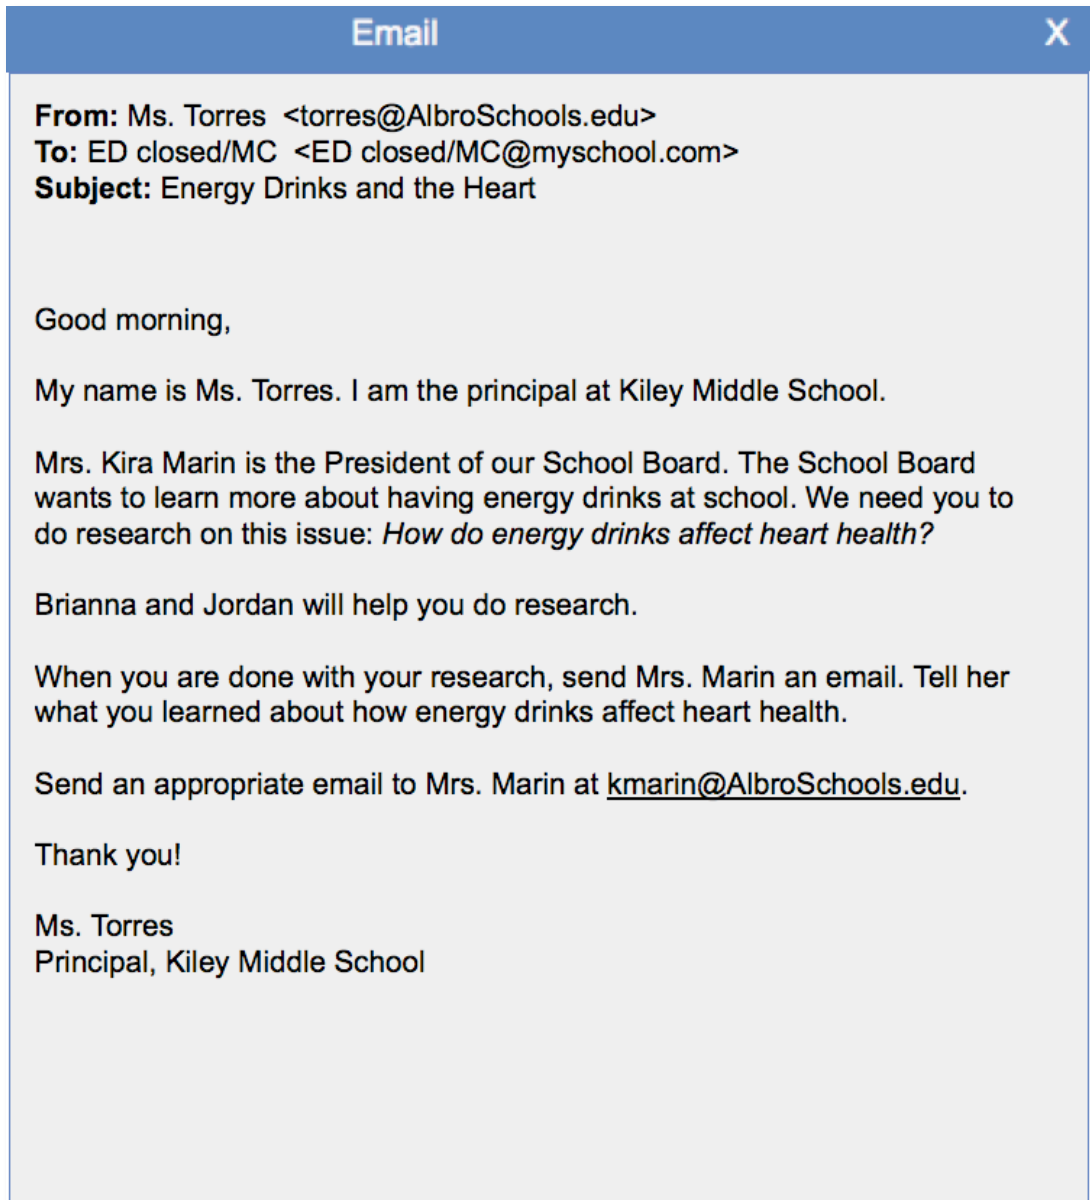 Email
X
From: Ms. Torres <torres@AlbroSchools.edu>
To: ED closed/MC <ED closed/MC@myschool.com>
Subject: Energy Drinks and the Heart
Good morning,
My name is Ms. Torres. I am the principal at Kiley Middle School.
Mrs. Kira Marin is the President of our School Board. The School Board
wants to learn more about having energy drinks at school. We need you to
do research on this issue: How do energy drinks affect heart health?
Brianna and Jordan will help you do research.
When you are done with your research, send Mrs. Marin an email. Tell her
what you learned about how energy drinks affect heart health.
Send an appropriate email to Mrs. Marin at kmarin@AlbroSchools.edu.
Thank you!
Ms. Torres
Principal, Kiley Middle School